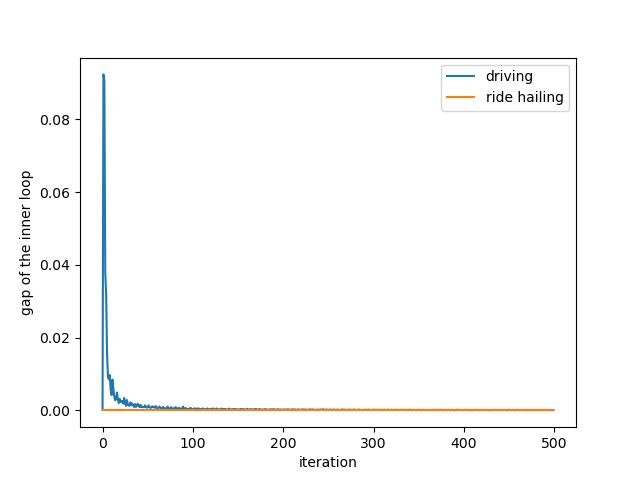 driving
ride hailing
0.08
0.06
0.04
0.02
0.00
gap of the inner loop
0 100 200 300 400 500
iteration